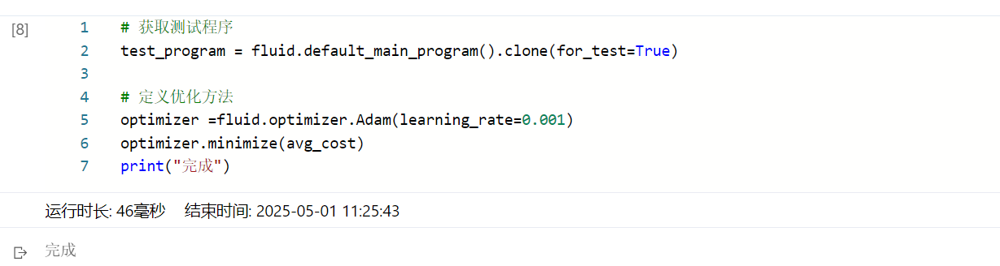 [8]
1 # 获取测试程序
2 test_program = fluid.default_main_program().clone(for_test=True)
3
4 # 定义优化方法
5 optimizer =fluid.optimizer.Adam(learning_rate=0.001)
6 optimizer.minimize(avg_cost)
7 print("完成")
运行时长: 46毫秒 结束时间: 2025-05-01 11:25:43
完成